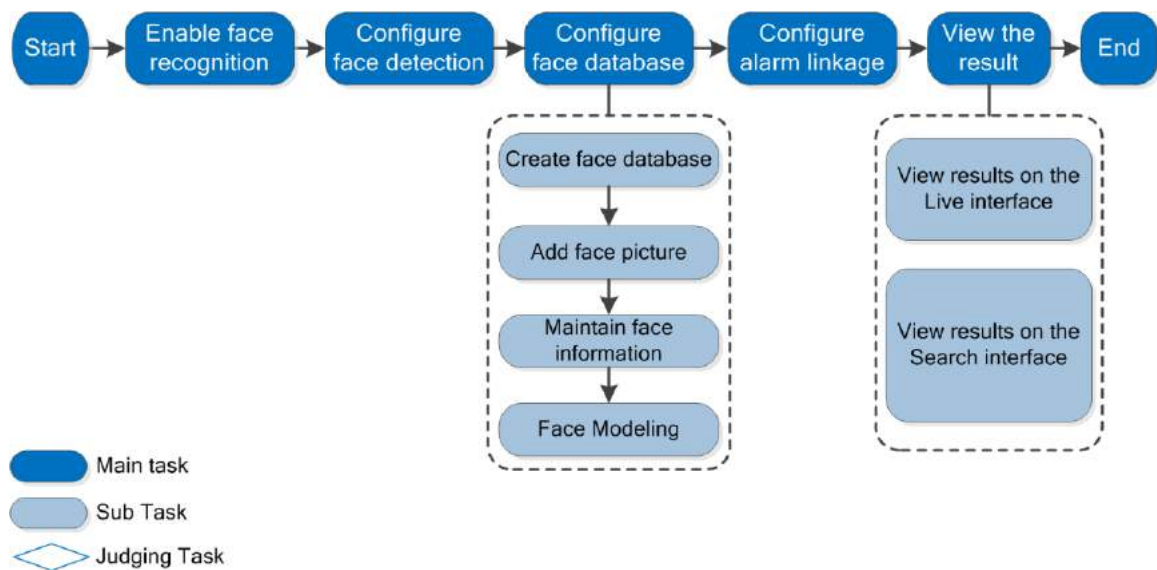 Start
Enable face
recognition
Configure
face detection
Configure
face database
Configure
alarm linkage
View the
result
End
Create face database
Add face picture
Maintain face
information
Face Modeling
View results on the
Live interface
View results on the
Search interface
Main task
Sub Task
Judging Task